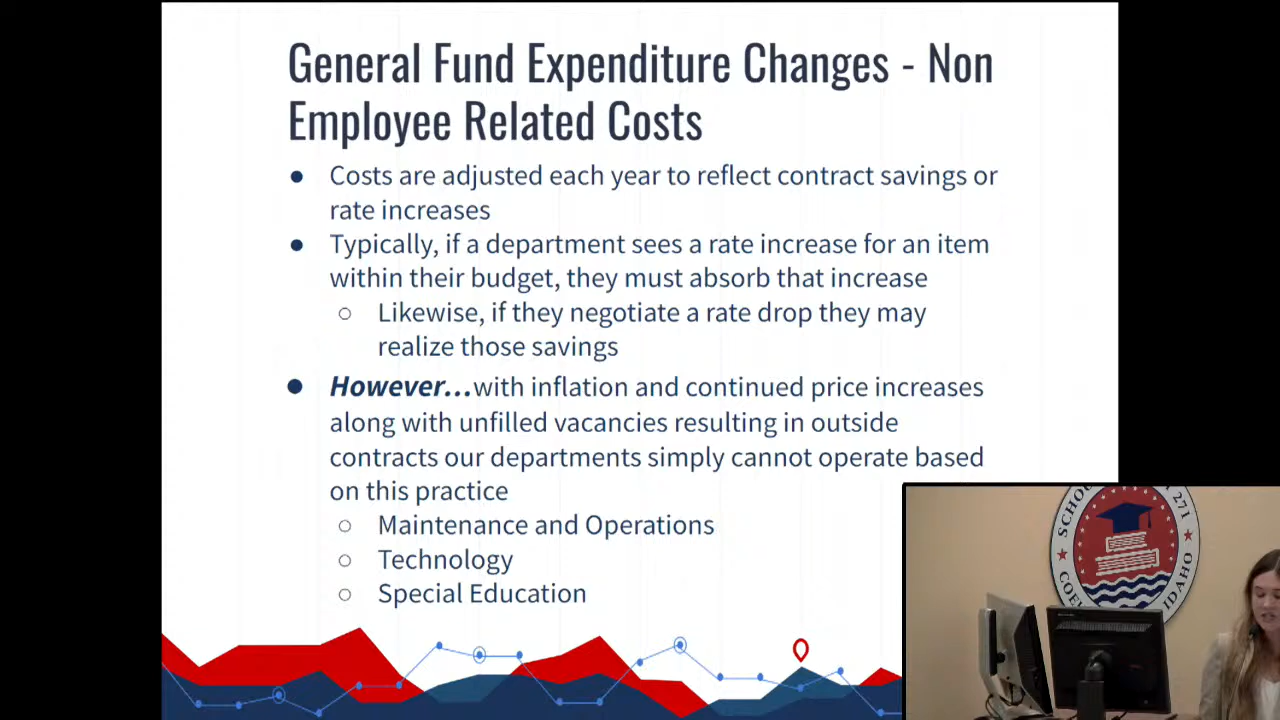 General Fund Expenditure Changes - Non
Employee Related Costs
● Costs are adjusted each year to reflect contract savings or
rate increases
● Typically, if a department sees a rate increase for an item
within their budget, they must absorb that increase
○ Likewise, if they negotiate a rate drop they may
realize those savings
● However...with inflation and continued price increases
along with unfilled vacancies resulting in outside
contracts our departments simply cannot operate based
on this practice
○ Maintenance and Operations
○ Technology
○ Special Education
271
IDAHO